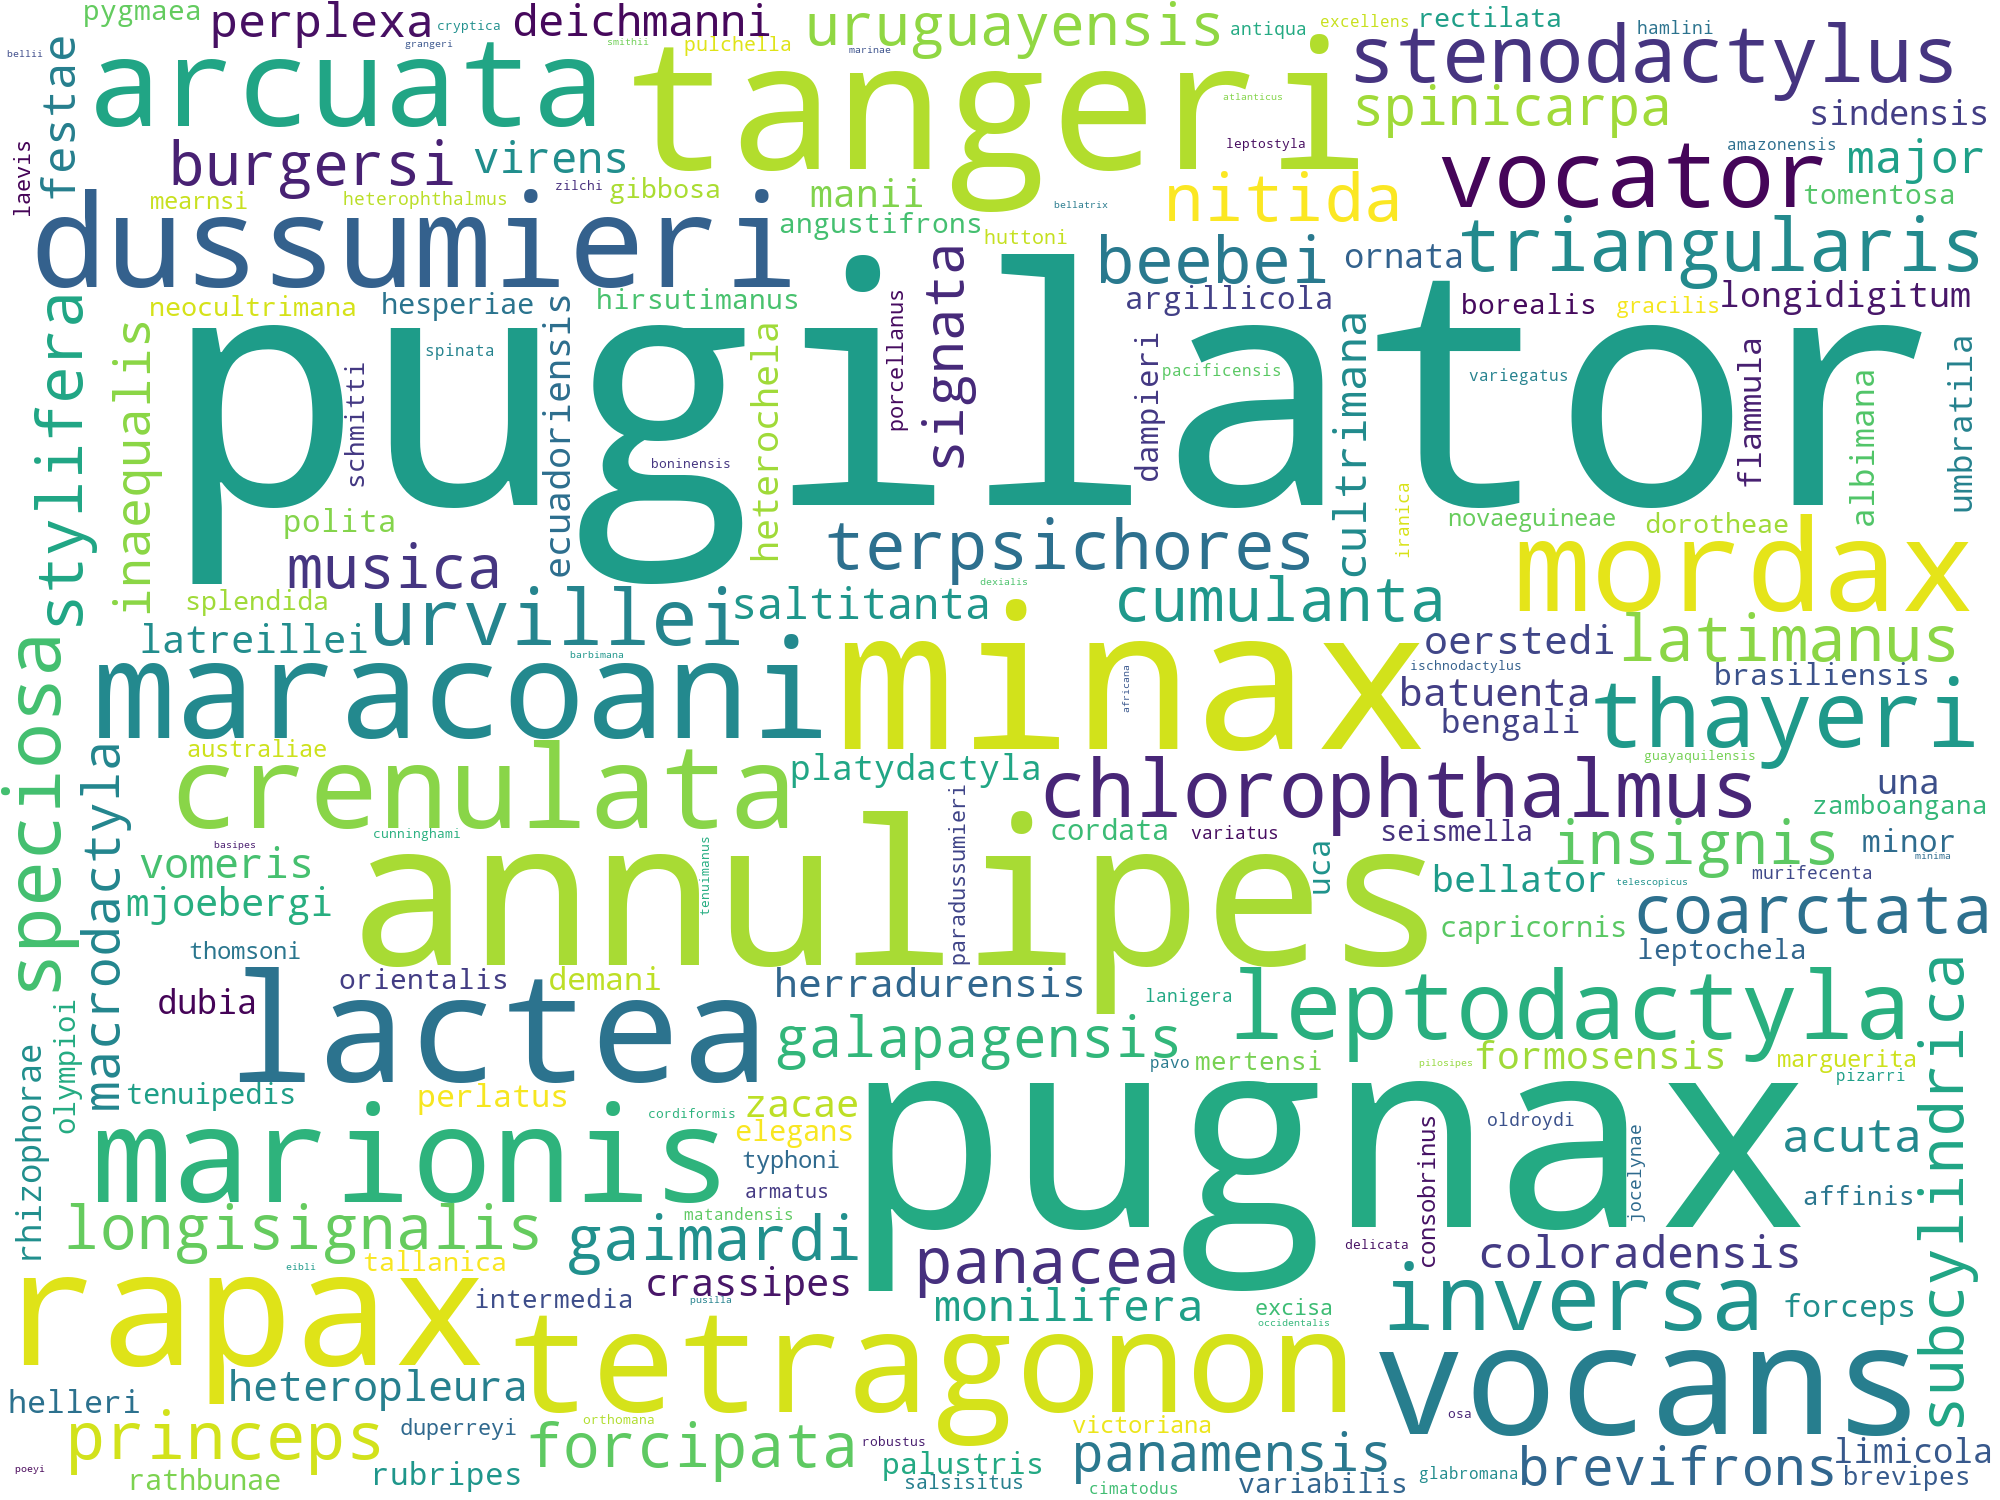 pygmaea
perplexa
cryptica
deichmanni
uruguayensis
antiqua
excellens
rectilata
hamlini
bellii
grangeri
smithii
pulchella
marinae
stenodactylus
festae
arcuata
tangeri
atlanticus
spinicarpa
sindensis
laevis
burgersi
virens
leptostyla
vocator
amazonensis
major
mearnsi
heterophthalmus
zilchi
gibbosa
manii
bellatrix
nitida
tomentosa
dussumieri
angustifrons
huttoni
signata
beebei
ornata
triangularis
stylifera
neocultrimana
hesperiae
ecuadoriensis
hirsutimanus
porcellanus
argillicola
borealis
gracilis
longidigitum
inaequalis
pugilator
spinata
schmitti
heterochela
boninensis
dampieri
pacificensis
cultrimana
variegatus
flammula
albimana
umbratila
polita
iranica
novaeguineae
dorotheae
musica
terpsichores
mordax
splendida
urvillei
saltitanta
dexialis
cumulanta
speciosa
latreillei
barbimana
maracoani
minax
africana
oerstedi
latimanus
ischnodactylus
brasiliensis
batuenta
bengali
thayeri
macrodactyla
australiae
crenulata
platydactyla
chlorophthalmus
guayaquilensis
una
zamboangana
basipes
cunninghami
tenuimanus
annulipes
paradussumieri
cordata
variatus
uca
seismella
insignis
minor
minima
vomeris
bellator
telescopicus
murifecenta
mjoebergi
capricornis
coarctata
thomsoni
leptochela
dubia
orientalis
demani
lactea
herradurensis
lanigera
leptodactyla
subcylindrica
olympioi
rhizophorae
galapagensis
pavo
mertensi
pilosipes
formosensis
marguerita
pizarri
tenuipedis
perlatus
cordiformis
zacae
pugnax
consobrinus
oldroydi
jocelynae
acuta
marionis
elegans
typhoni
armatus
affinis
longisignalis
matandensis
gaimardi
panacea
delicata
coloradensis
tallanica
eibli
rapax
intermedia
crassipes
pusilla
monilifera
excisa
occidentalis
inversa
forceps
tetragonon
vocans
helleri
heteropleura
princeps
duperreyi
orthomana
forcipata
robustus
victoriana
osa
panamensis
limicola
poeyi
rathbunae
rubripes
palustris
salsisitus
cimatodus
variabilis
glabromana
brevifrons
brevipes